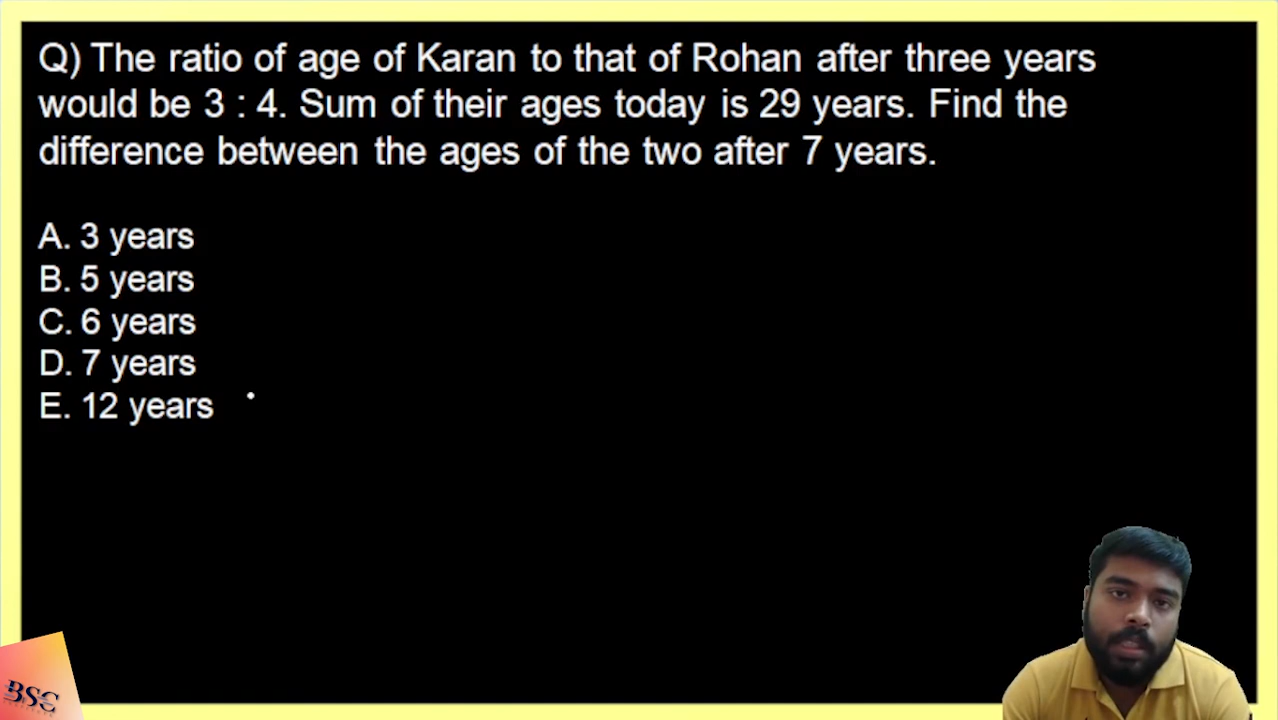 Q) The ratio of age of Karan to that of Rohan after three years
would be 3 : 4. Sum of their ages today is 29 years. Find the
difference between the ages of the two after 7 years.
A. 3 years
B. 5 years
C. 6 years
D. 7 years
E. 12 years
BSC